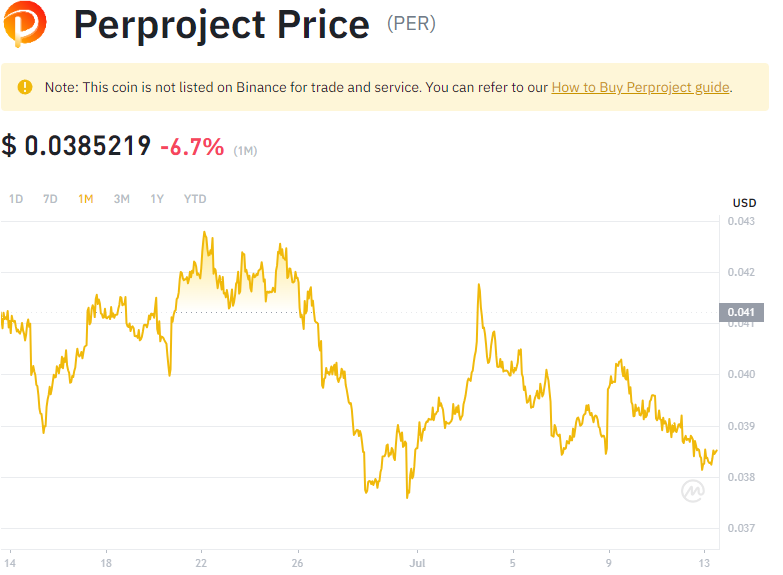 Perproject Price (PER)
Note: This coin is not listed on Binance for trade and service. You can refer to our How to Buy Perproject guide.
$ 0.0385219 -6.7% (1M)
1D 7D 1M 3M 1Y YTD
USD
0.043
0.042
0.041
0.041
0.040
0.039
0.038
0.037
14 18 22 26 Jul 5 9 13